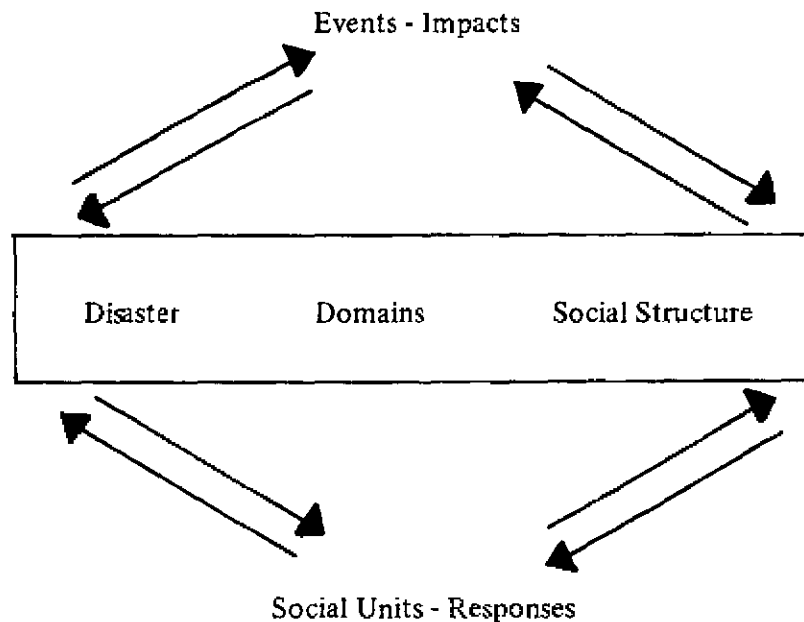 Events - Impacts
Disaster Domains Social Structure
Social Units - Responses